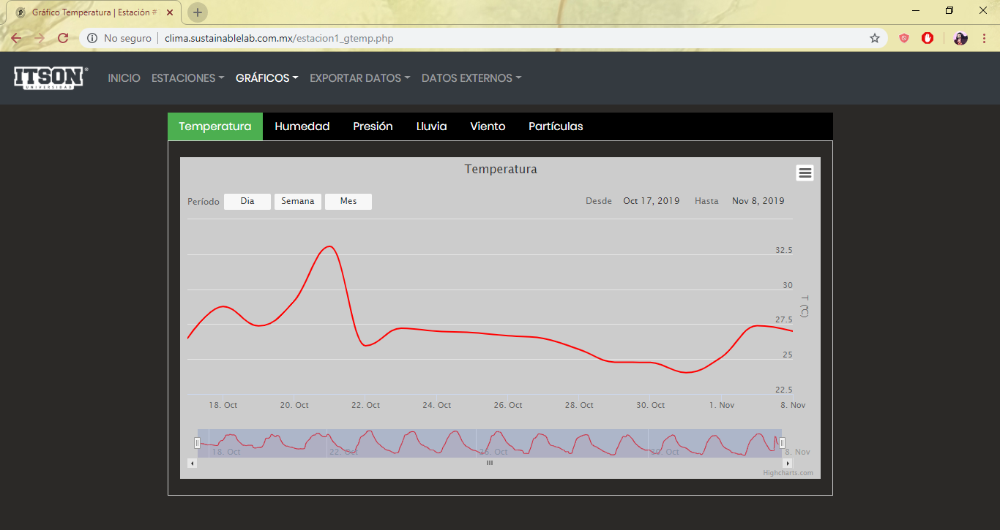 Gráfico Temperatura | Estación #
No seguro | clima.sustainablelab.com.mx/estacion1_gtemp.php
ITSON®
UNIVERSIDAD
INICIO ESTACIONES GRÁFICOS EXPORTAR DATOS DATOS EXTERNOS
Temperatura Humedad Presión Lluvia Viento Partículas
Temperatura
Período Dia Semana Mes Desde Oct 17, 2019 Hasta Nov 8, 2019
32.5
30
T (°C)
27.5
25
22.5
18. Oct 20. Oct 22. Oct 24. Oct 26. Oct 28. Oct 30. Oct 1. Nov 8. Nov
18. Oct 22. Oct 26. Oct 30. Oct 8. Nov
Highcharts.com